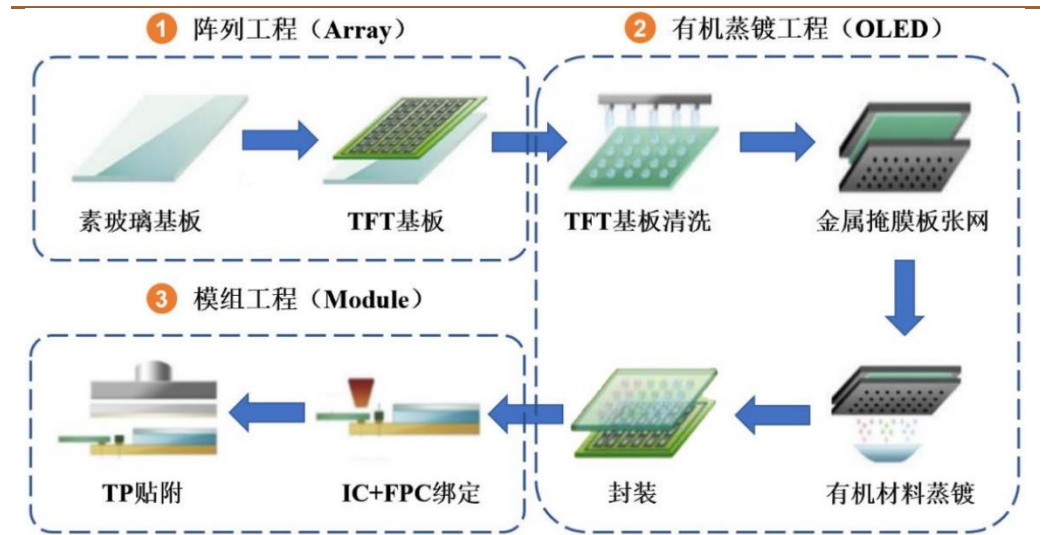 1 阵列工程（Array）
2 有机蒸镀工程（OLED）
素玻璃基板
TFT基板
TFT基板清洗
金属掩膜板张网
3 模组工程（Module）
TP贴附
IC+FPC绑定
封装
有机材料蒸镀